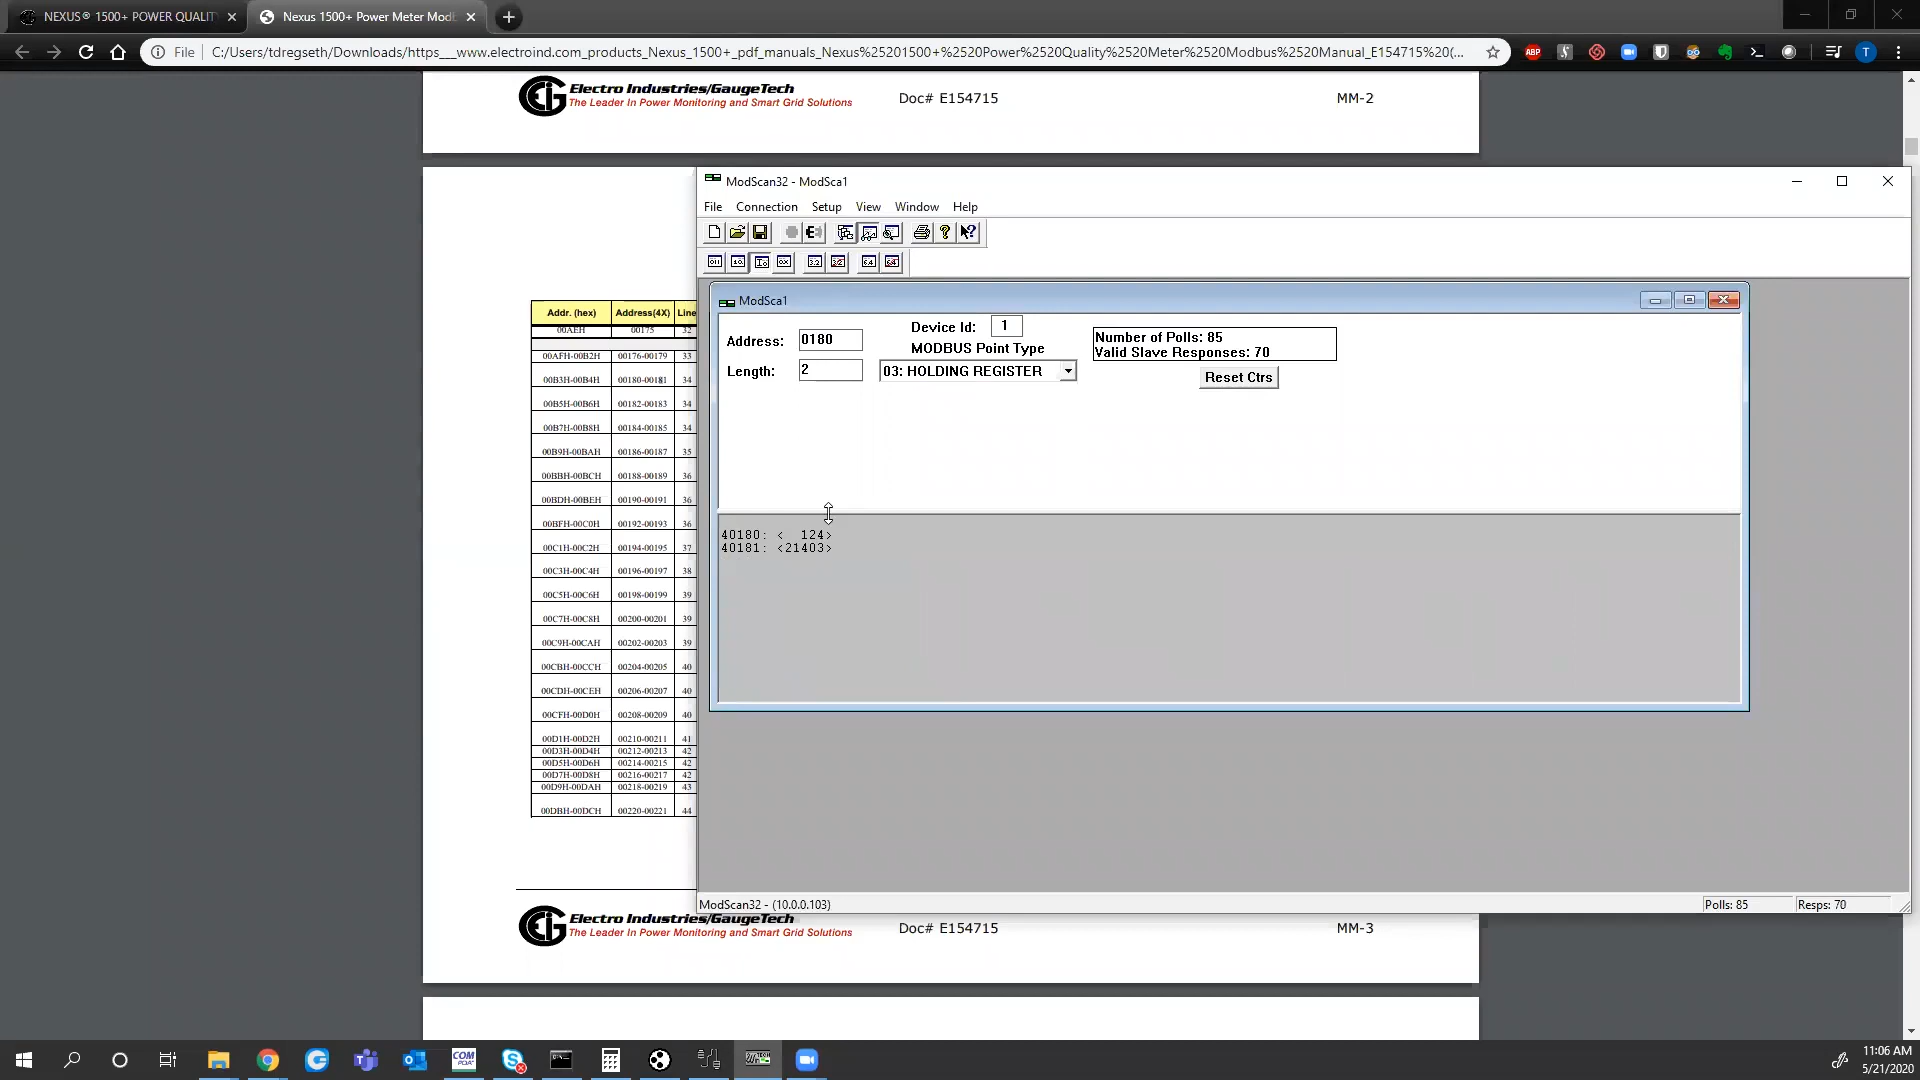 NEXUS® 1500+ POWER QUALIT
Nexus 1500+ Power Meter Mod
File
C:/Users/tdregseth/Downloads/https___www.electroind.com_products_Nexus_1500+_pdf_manuals_Nexus%25201500+%2520Power%2520Quality%2520Meter%2520Modbus%2520Manual_E154715%20(...
ABP
T
Electro Industries/GaugeTech
The Leader In Power Monitoring and Smart Grid Solutions
Doc# E154715
MM-2
ModScan32 - ModSca1
File Connection Setup View Window Help
ModSca1
Address: 0180
Length: 2
Device Id: 1
MODBUS Point Type
03: HOLDING REGISTER
Number of Polls: 85
Valid Slave Responses: 70
Reset Ctrs
40180: < 124>
40181: <21403>
ModScan32 - (10.0.0.103)
Polls: 85
Resps: 70
Addr. (hex) Address(4X) Line
00AEH 00175 32
00AFH-00B2H 00176-00179 33
00B3H-00B4H 00180-00181 34
00B5H-00B6H 00182-00183 34
00B7H-00B8H 00184-00185 34
00B9H-00BAH 00186-00187 35
00BBH-00BCH 00188-00189 36
00BDH-00BEH 00190-00191 36
00BFH-00C0H 00192-00193 36
00C1H-00C2H 00194-00195 37
00C3H-00C4H 00196-00197 38
00C5H-00C6H 00198-00199 39
00C7H-00C8H 00200-00201 39
00C9H-00CAH 00202-00203 39
00CBH-00CCH 00204-00205 40
00CDH-00CEH 00206-00207 40
00CFH-00D0H 00208-00209 40
00D1H-00D2H 00210-00211 41
00D3H-00D4H 00212-00213 42
00D5H-00D6H 00214-00215 42
00D7H-00D8H 00216-00217 42
00D9H-00DAH 00218-00219 43
00DBH-00DCH 00220-00221 44
Electro Industries/GaugeTech
The Leader In Power Monitoring and Smart Grid Solutions
Doc# E154715
MM-3
11:06 AM
5/21/2020